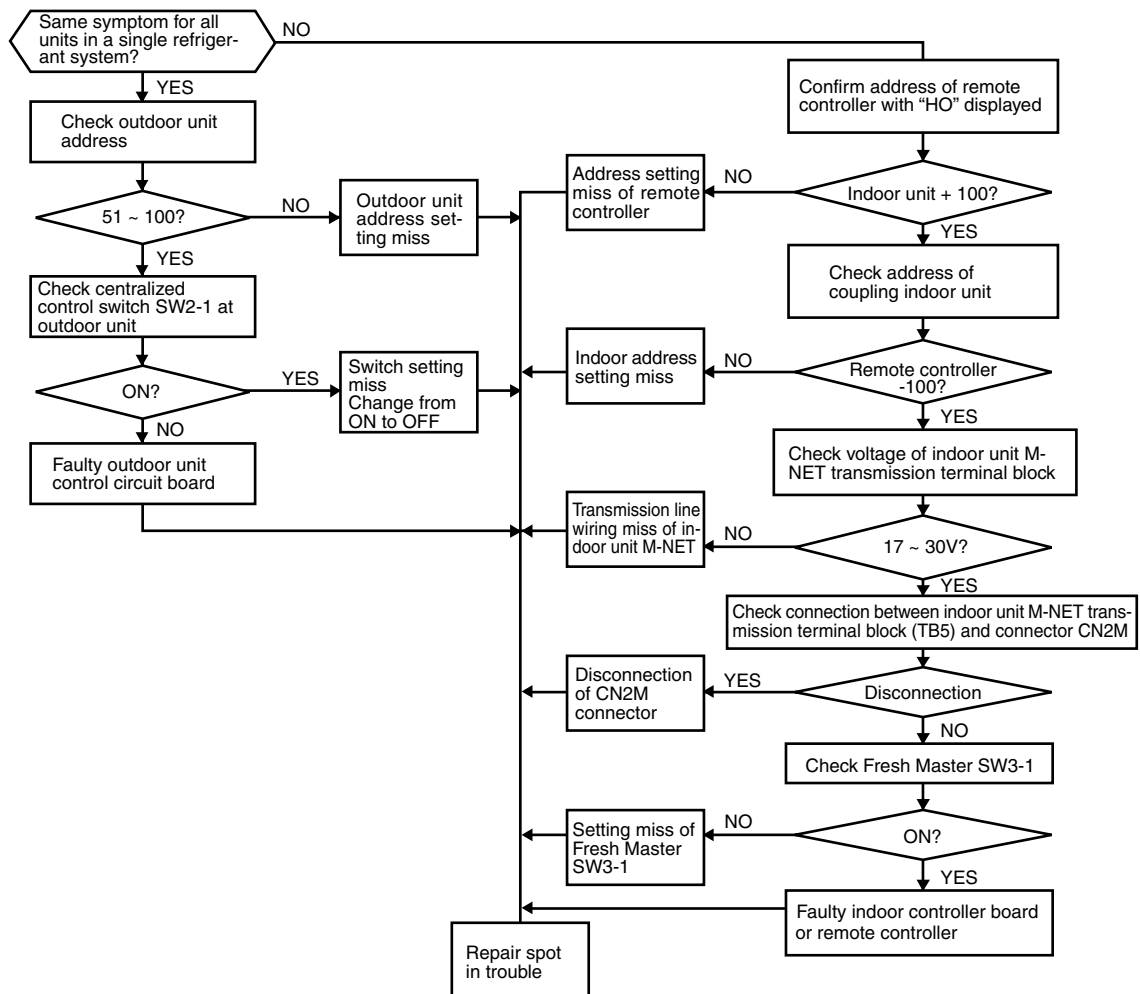 Same symptom for all
units in a single refriger-
ant system?
NO
YES
Check outdoor unit
address
51 ~ 100?
NO
Outdoor unit
address set-
ting miss
YES
Check centralized
control switch SW2-1 at
outdoor unit
ON?
YES
Switch setting
miss
Change from
ON to OFF
NO
Faulty outdoor unit
control circuit board
Confirm address of remote
controller with “HO” displayed
Indoor unit + 100?
NO
Address setting
miss of remote
controller
YES
Check address of
coupling indoor unit
Remote controller
-100?
NO
Indoor address
setting miss
YES
Check voltage of indoor unit M-
NET transmission terminal block
17 ~ 30V?
NO
Transmission line
wiring miss of in-
door unit M-NET
YES
Check connection between indoor unit M-NET trans-
mission terminal block (TB5) and connector CN2M
Disconnection
YES
Disconnection
of CN2M
connector
NO
Check Fresh Master SW3-1
ON?
NO
Setting miss of
Fresh Master
SW3-1
YES
Faulty indoor controller board
or remote controller
Repair spot
in trouble